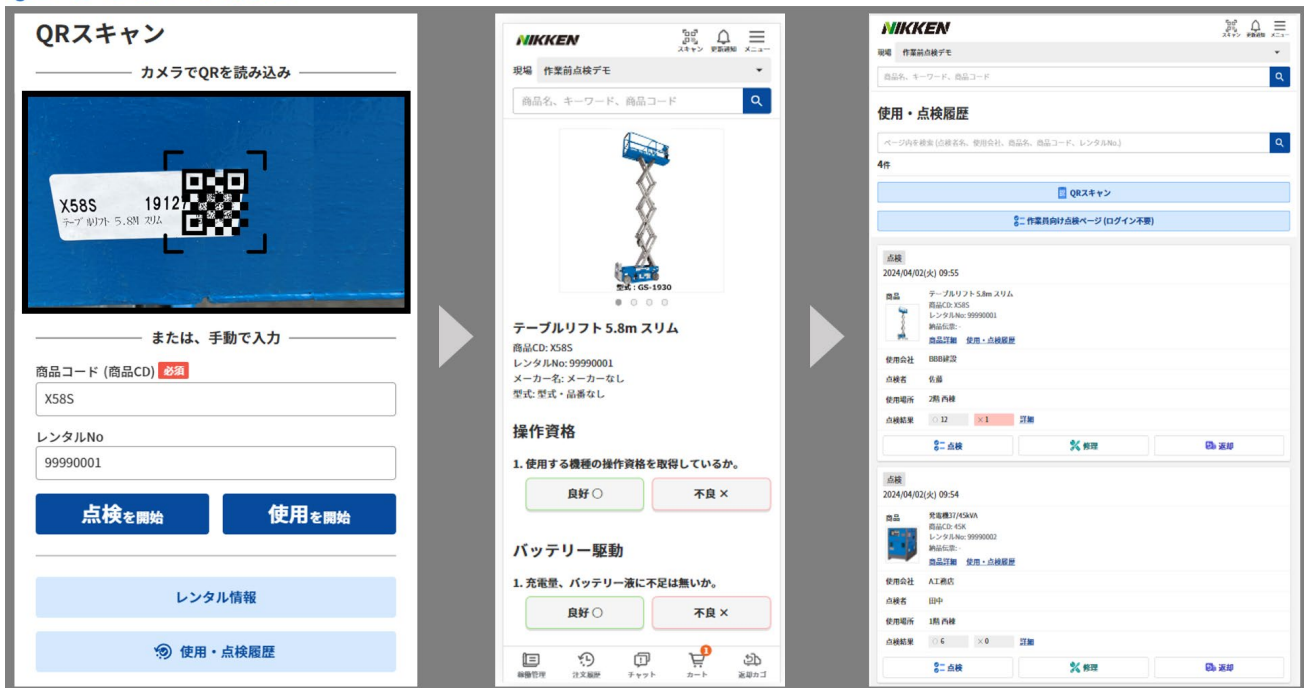 QRスキャン
カメラでQRを読み込み
X58S 1912
テーブルリフト 5.8M スリム
または、手動で入力
商品コード (商品CD) 必須
X58S
レンタルNo
99990001
点検を開始
使用を開始
レンタル情報
使用・点検履歴
NIKKEN
スキャン 更新通知 メニュー
現場 作業前点検デモ
商品名、キーワード、商品コード
型式：GS-1930
テーブルリフト 5.8m スリム
商品CD: X58S
レンタルNo: 99990001
メーカー名: メーカーなし
型式: 型式・品番なし
操作資格
1. 使用する機種の操作資格を取得しているか。
良好○ 不良×
バッテリー駆動
1. 充電量、バッテリー液に不足は無いか。
良好○ 不良×
1
稼働管理 注文履歴 チャット カート 返却カゴ
NIKKEN
スキャン 更新通知 メニュー
現場 作業前点検デモ
商品名、キーワード、商品コード
使用・点検履歴
ページ内を検索 (点検者名、使用会社、商品名、商品コード、レンタルNo.)
4件
QRスキャン
作業員向け点検ページ (ログイン不要)
点検
2024/04/02(火) 09:55
商品 テーブルリフト 5.8m スリム
商品CD: X58S
レンタルNo: 99990001
納品伝票: -
商品詳細 使用・点検履歴
使用会社 BBB建設
点検者 佐藤
使用場所 2階 西棟
点検結果 ○ 12 × 1 詳細
点検 修理 返却
点検
2024/04/02(火) 09:54
商品 発電機37/45kVA
商品CD: 45K
レンタルNo: 99990002
納品伝票: -
商品詳細 使用・点検履歴
使用会社 A工務店
点検者 田中
使用場所 1階 西棟
点検結果 ○ 6 × 0 詳細
点検 修理 返却